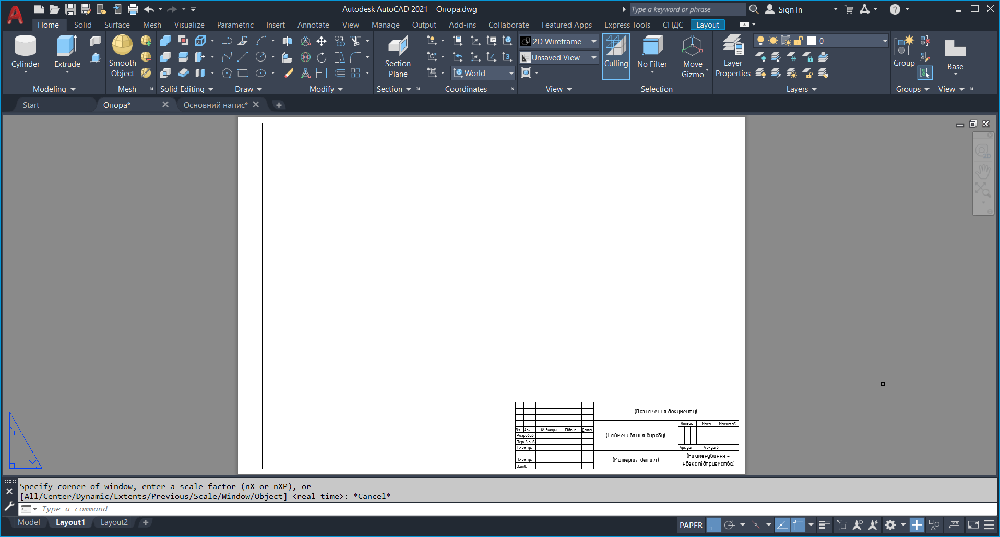 Autodesk AutoCAD 2021 Опора.dwg
Type a keyword or phrase
Sign In
Home Solid Surface Mesh Visualize Parametric Insert Annotate View Manage Output Add-ins Collaborate Featured Apps Express Tools СПДС Layout
Cylinder
Extrude
Smooth Object
Section Plane
World
2D Wireframe
Unsaved View
Culling
No Filter
Move Gizmo
Layer Properties
0
Group
Base
Modeling Mesh Solid Editing Draw Modify Section Coordinates View Selection Layers Groups View
Start Опора* Основний напис*
2D
(Позначення документу)
Літера Маса Масштаб
Зм. Арк. № докум. Підпис Дата
Розробив
(Найменування виробу)
Перевірив
Т.контр.
Аркуш Аркушів
(Матеріал деталі)
(Найменування –
індекс підприємства)
Н.контр.
Затв.
Y
X
Specify corner of window, enter a scale factor (nX or nXP), or
[All/Center/Dynamic/Extents/Previous/Scale/Window/Object] <real time>: *Cancel*
Type a command
Model Layout1 Layout2
PAPER